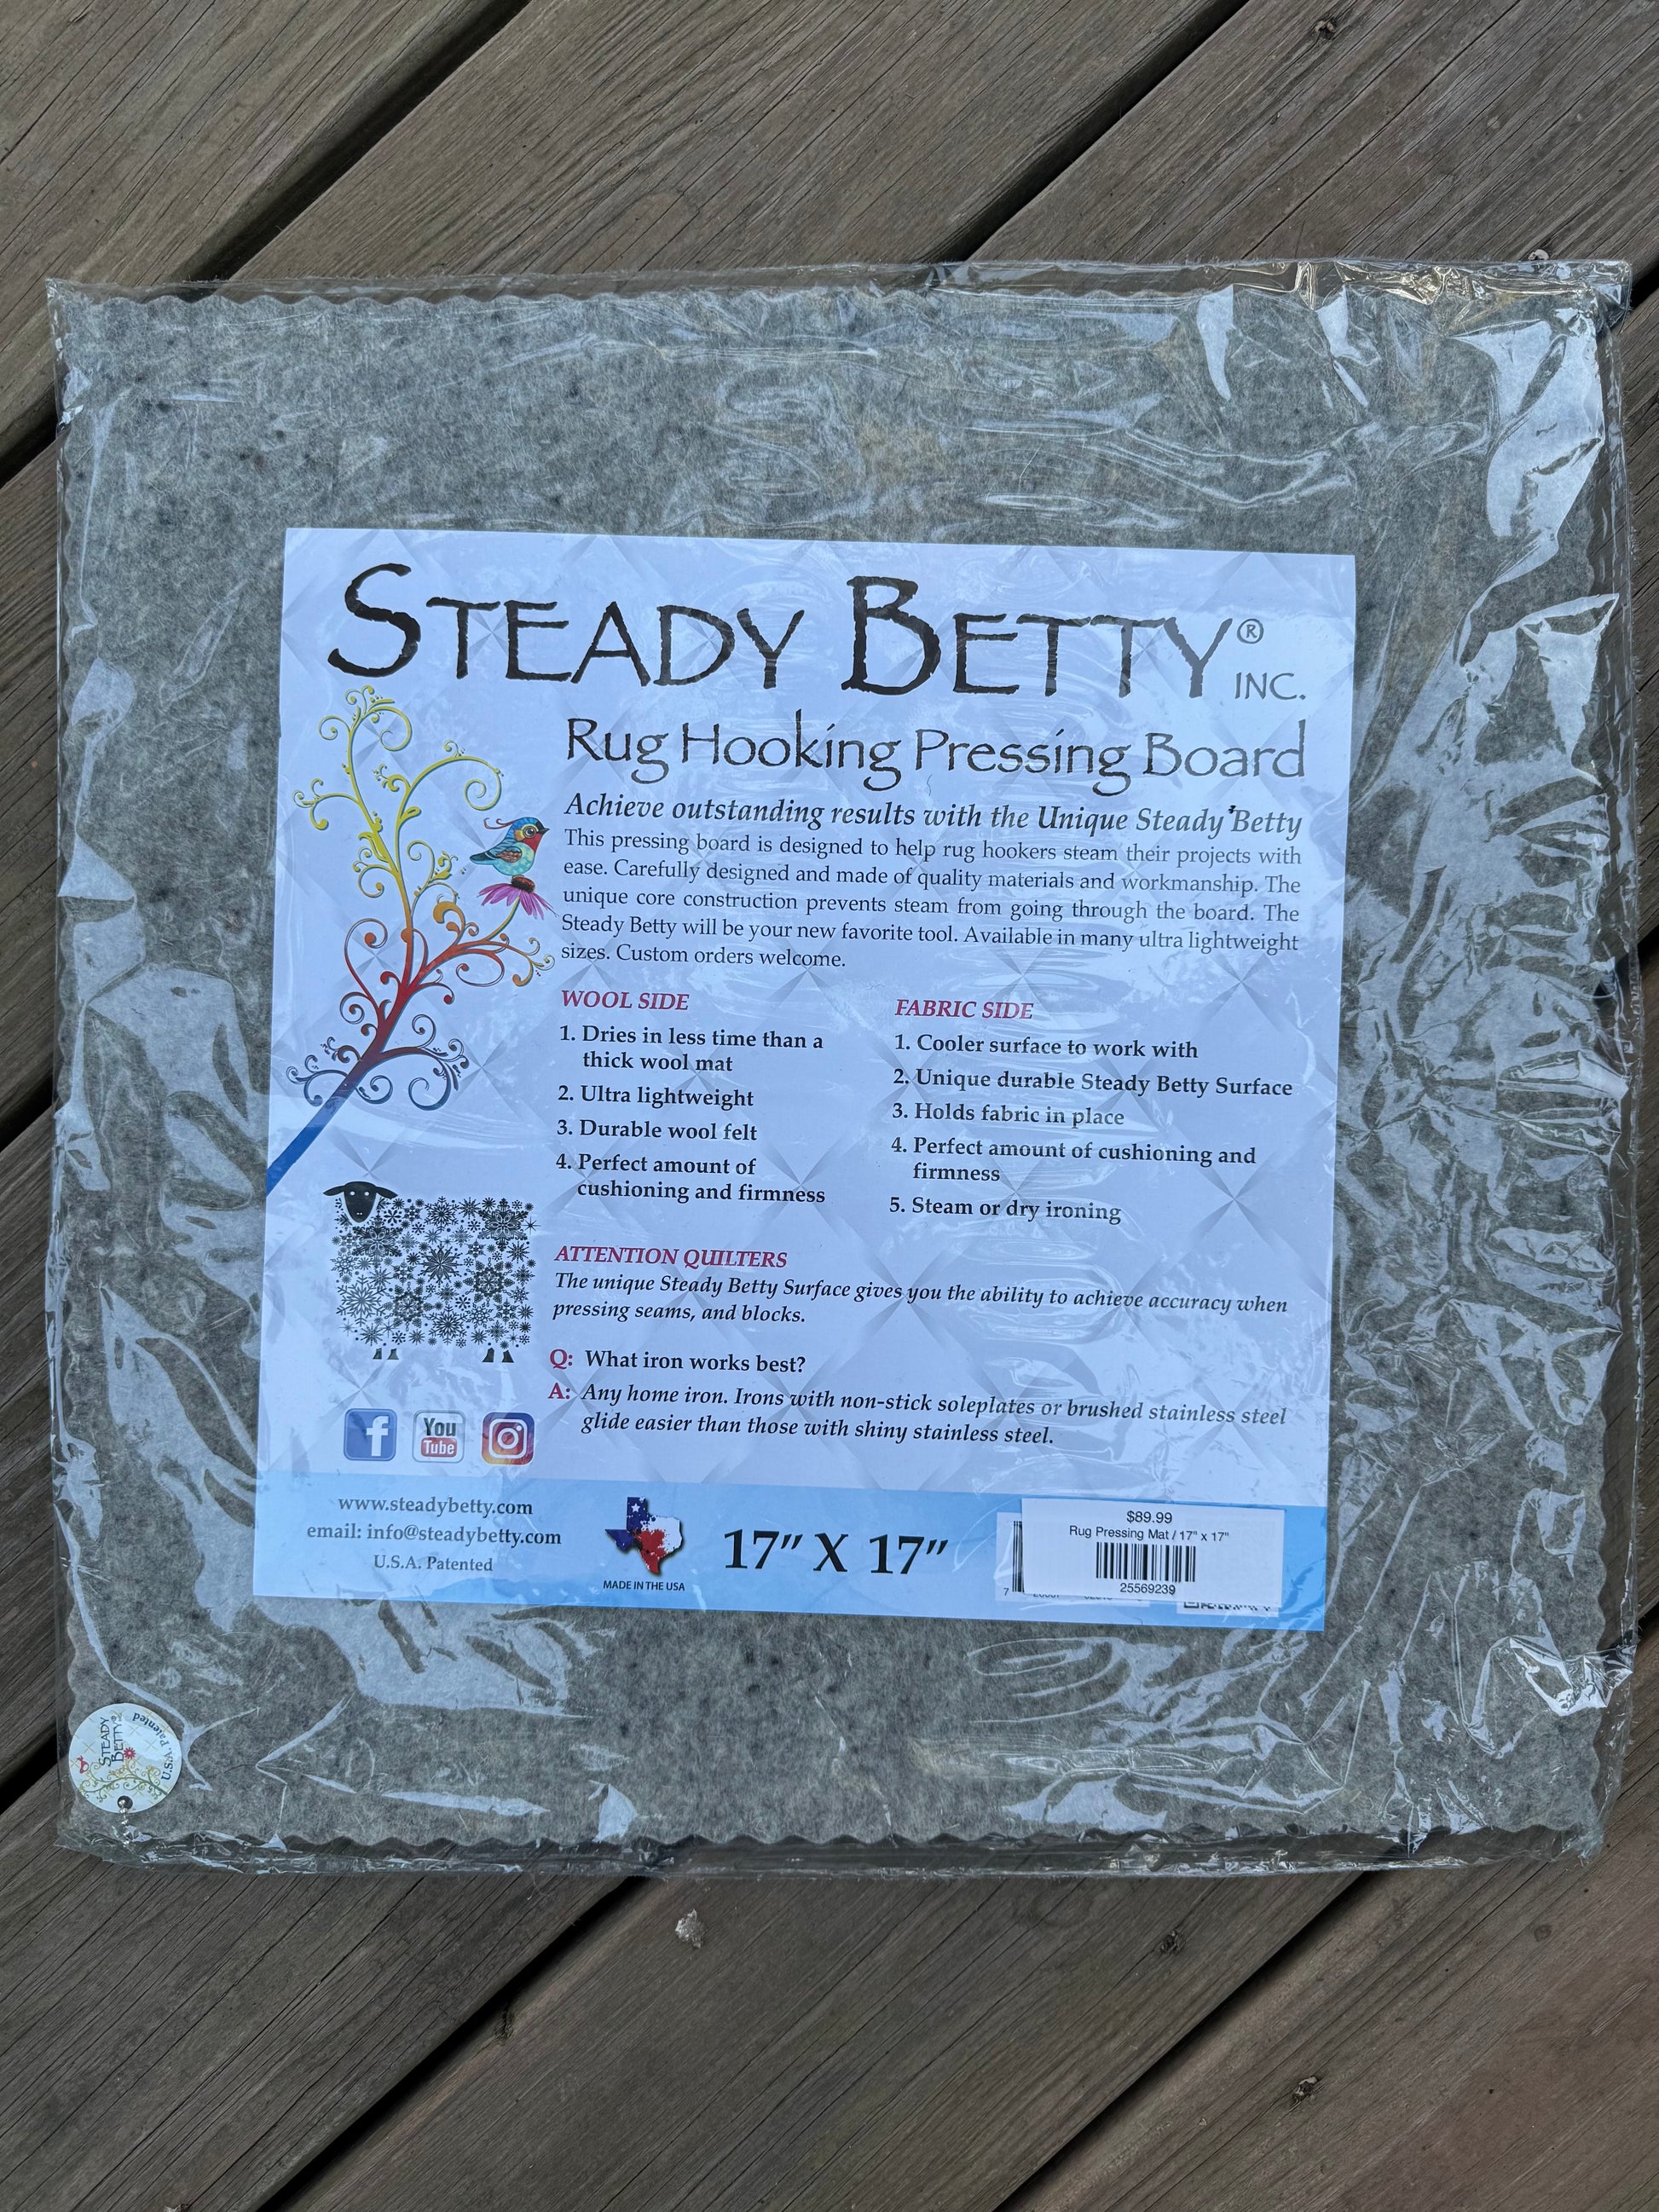 STEADY BETTY®
INC.
Rug Hooking Pressing Board
Achieve outstanding results with the Unique Steady Betty
This pressing board is designed to help rug hookers steam their projects with
ease. Carefully designed and made of quality materials and workmanship. The
unique core construction prevents steam from going through the board. The
Steady Betty will be your new favorite tool. Available in many ultra lightweight
sizes. Custom orders welcome.
WOOL SIDE
1. Dries in less time than a
thick wool mat
2. Ultra lightweight
3. Durable wool felt
4. Perfect amount of
cushioning and firmness
FABRIC SIDE
1. Cooler surface to work with
2. Unique durable Steady Betty Surface
3. Holds fabric in place
4. Perfect amount of cushioning and
firmness
5. Steam or dry ironing
ATTENTION QUILTERS
The unique Steady Betty Surface gives you the ability to achieve accuracy when
pressing seams, and blocks.
Q: What iron works best?
A: Any home iron. Irons with non-stick soleplates or brushed stainless steel
glide easier than those with shiny stainless steel.
f
You
Tube
www.steadybetty.com
email: info@steadybetty.com
U.S.A. Patented
MADE IN THE USA
17" X 17"
$89.99
Rug Pressing Mat / 17" x 17"
25569239
7
STEADY
BETTY
U.S.A. Patented